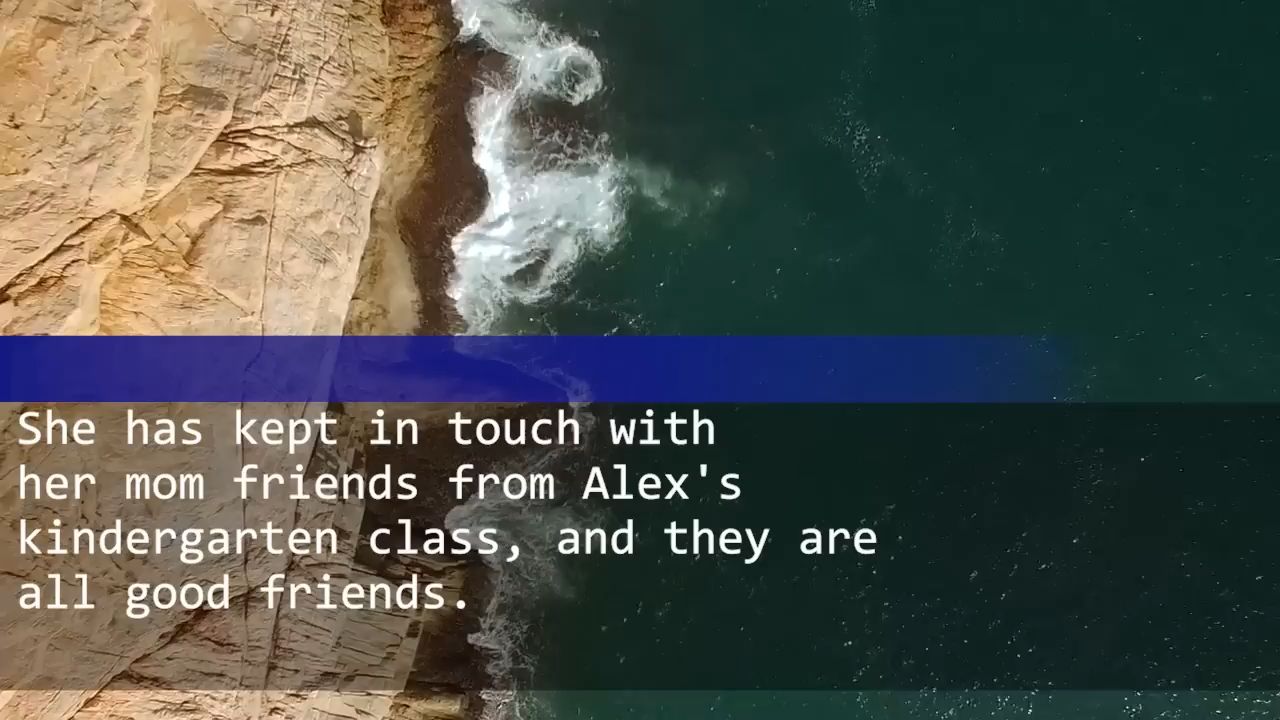 She has kept in touch with
her mom friends from Alex's
kindergarten class, and they are
all good friends.